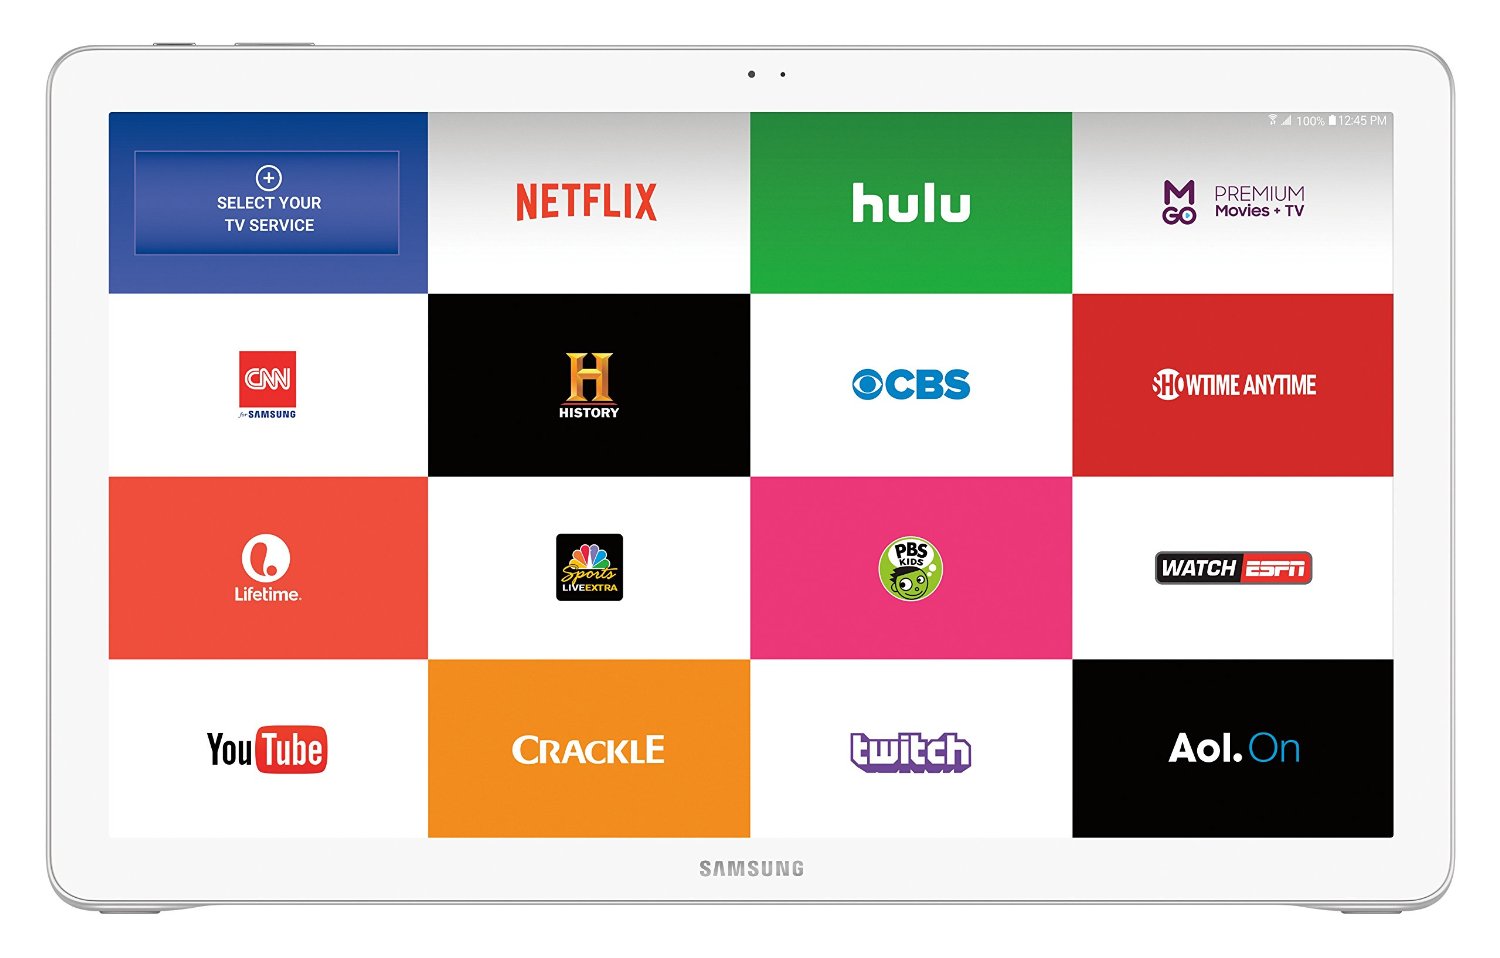 100% 12:45 PM
SELECT YOUR
TV SERVICE
NETFLIX
hulu
M
GO
PREMIUM
Movies + TV
CNN
for SAMSUNG
H
HISTORY
CBS
SHOWTIME ANYTIME
Lifetime.
Sports
LIVEEXTRA
PBS
KIDS
WATCH ESPN
YouTube
CRACKLE
twitch
Aol.On
SAMSUNG